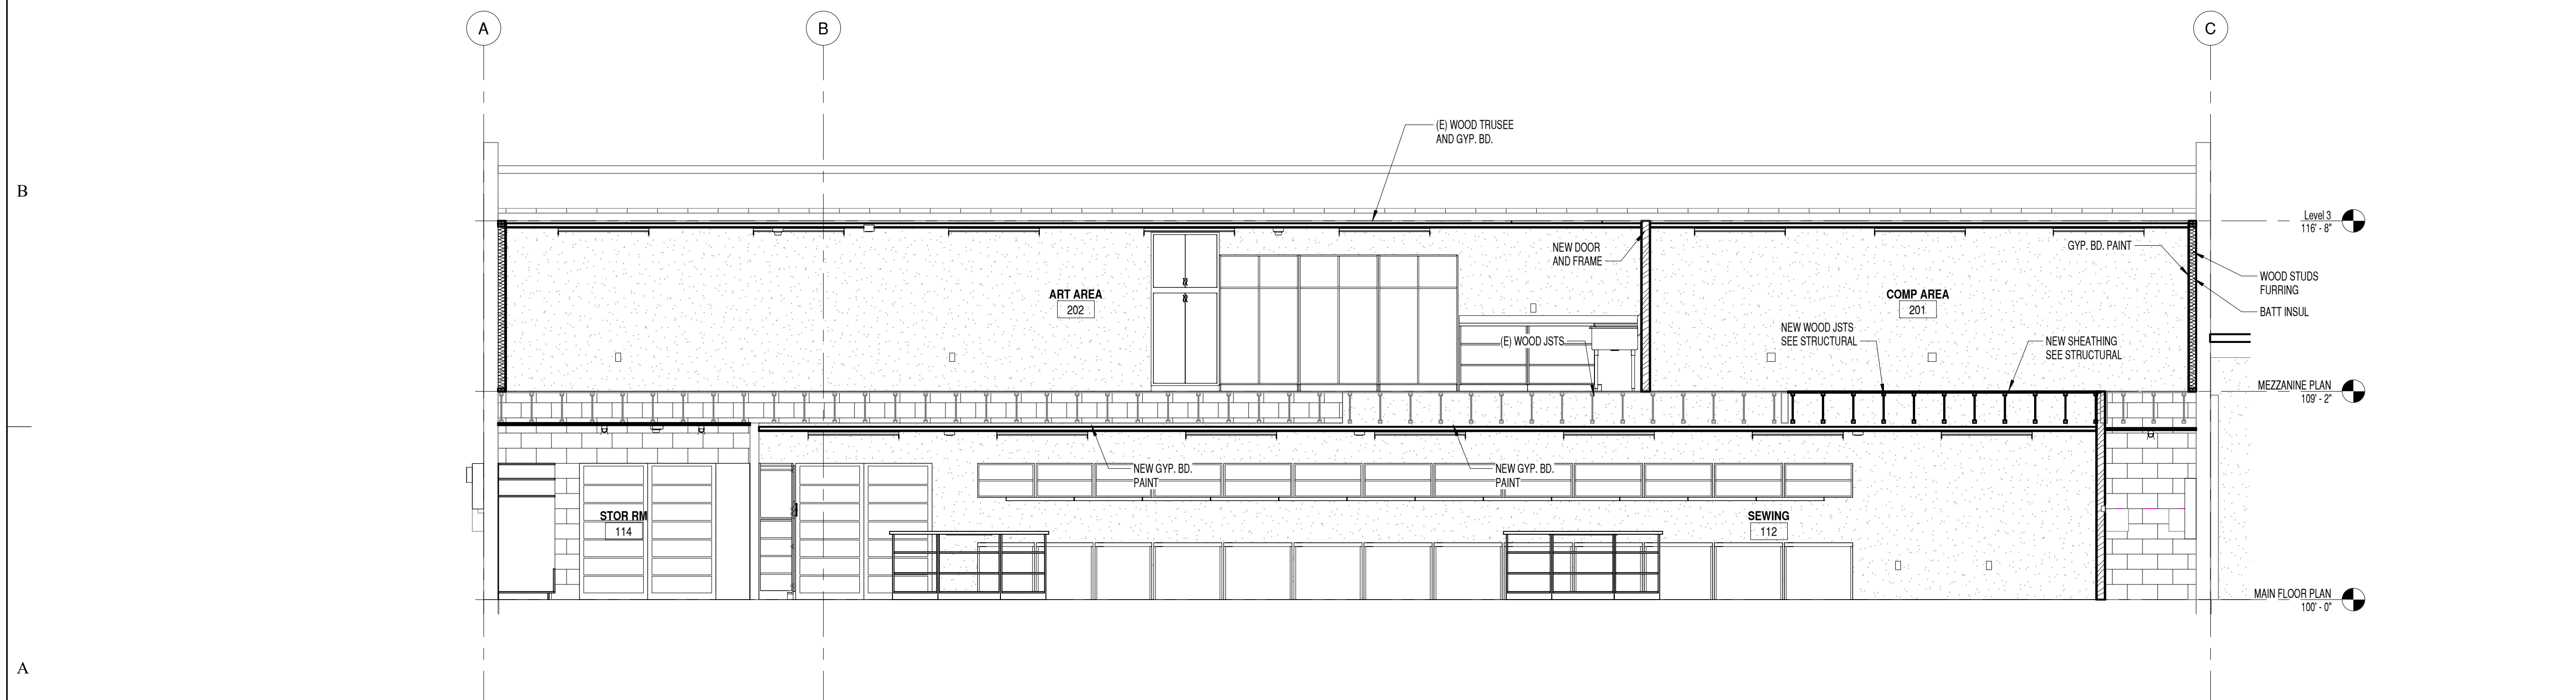 A
B
C
(E) WOOD TRUSEE
AND GYP. BD.
B
Level 3
116' - 8"
NEW DOOR
AND FRAME
GYP. BD. PAINT
WOOD STUDS
FURRING
BATT INSUL
ART AREA
202
COMP AREA
201
NEW WOOD JSTS
SEE STRUCTURAL
(E) WOOD JSTS
NEW SHEATHING
SEE STRUCTURAL
MEZZANINE PLAN
109' - 2"
NEW GYP. BD.
PAINT
NEW GYP. BD.
PAINT
STOR RM
114
SEWING
112
MAIN FLOOR PLAN
100' - 0"
A